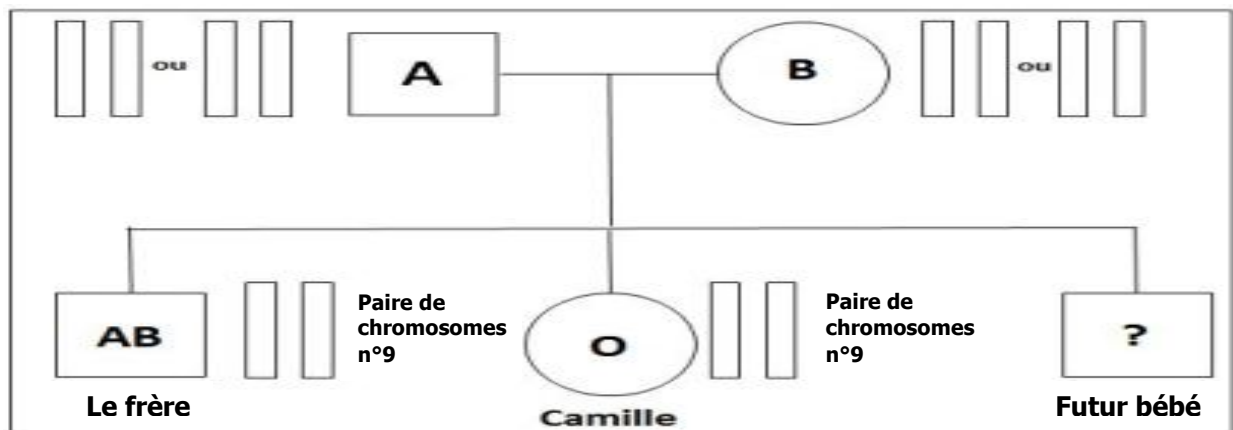 ou A B ou
AB Paire de chromosomes n°9 O Paire de chromosomes n°9 ?
Le frère Camille Futur bébé